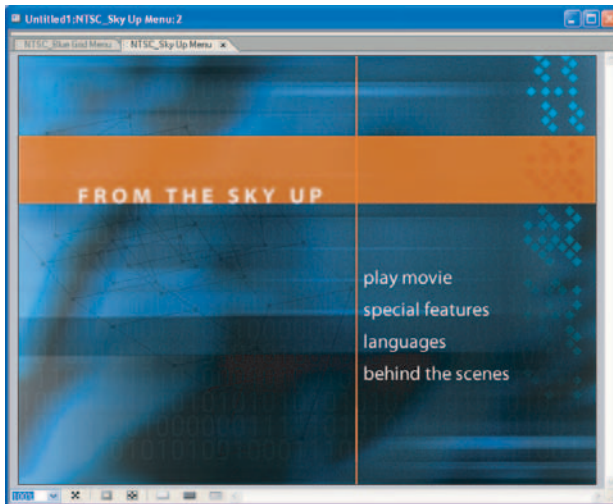 Untitled1:NTSC_Sky Up Menu: 2
NTSC_Blue Grid Menu
NTSC_Sky Up Menu
FROM THE SKY UP
play movie
special features
languages
behind the scenes
100%